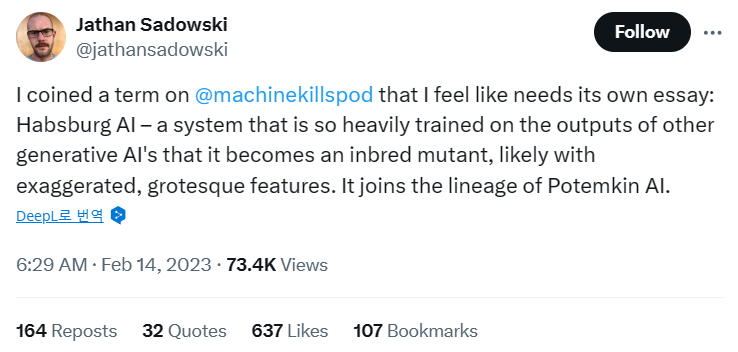 Jathan Sadowski
@jathansadowski
Follow
I coined a term on @machinekillspod that I feel like needs its own essay:
Habsburg AI – a system that is so heavily trained on the outputs of other
generative AI's that it becomes an inbred mutant, likely with
exaggerated, grotesque features. It joins the lineage of Potemkin AI.
DeepL로 번역
6:29 AM · Feb 14, 2023 · 73.4K Views
164 Reposts 32 Quotes 637 Likes 107 Bookmarks